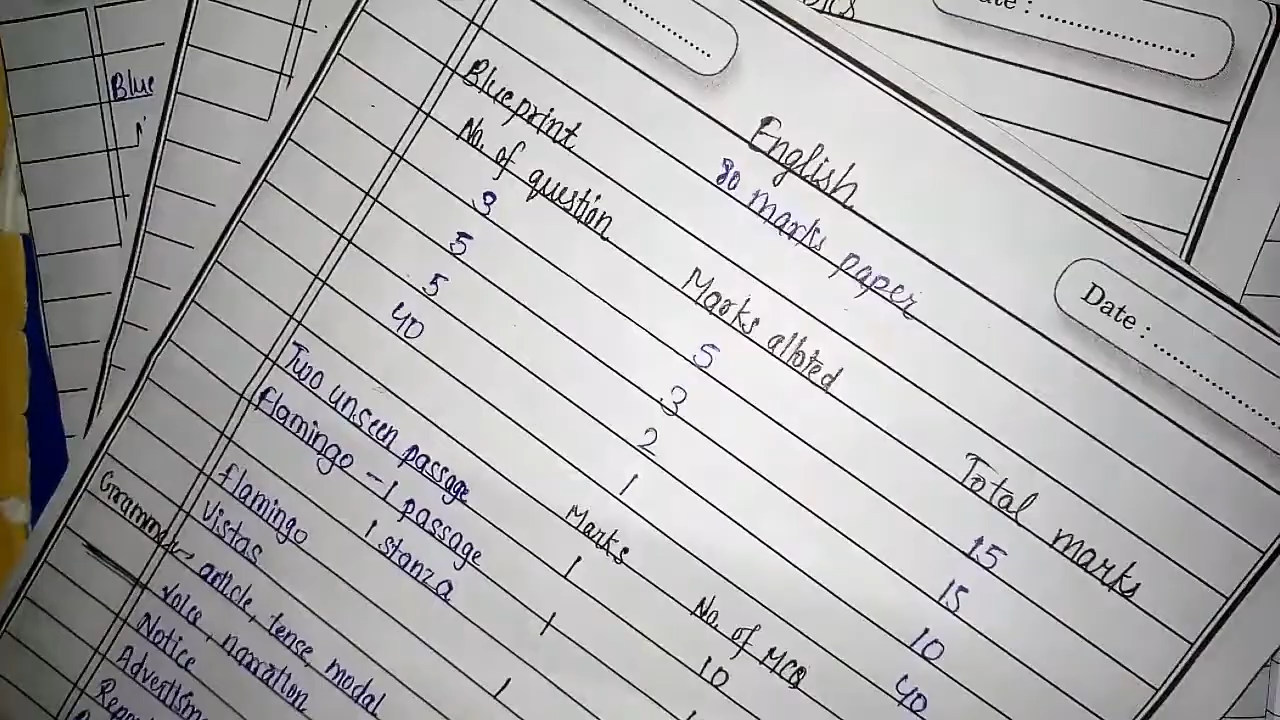 Blue
Date : ..............
English
80 marks paper
Date : ..............
Blueprint
No. of question Marks alloted Total marks
3 5 15
5 3 15
5 2 10
40 1 40
Marks No. of MCQ
Two unseen passage 1 10
Flamingo - 1 passage 1
1 stanza
Flamingo 1
Vistas
Grammar article, tense, modal
voice, narration
Notice